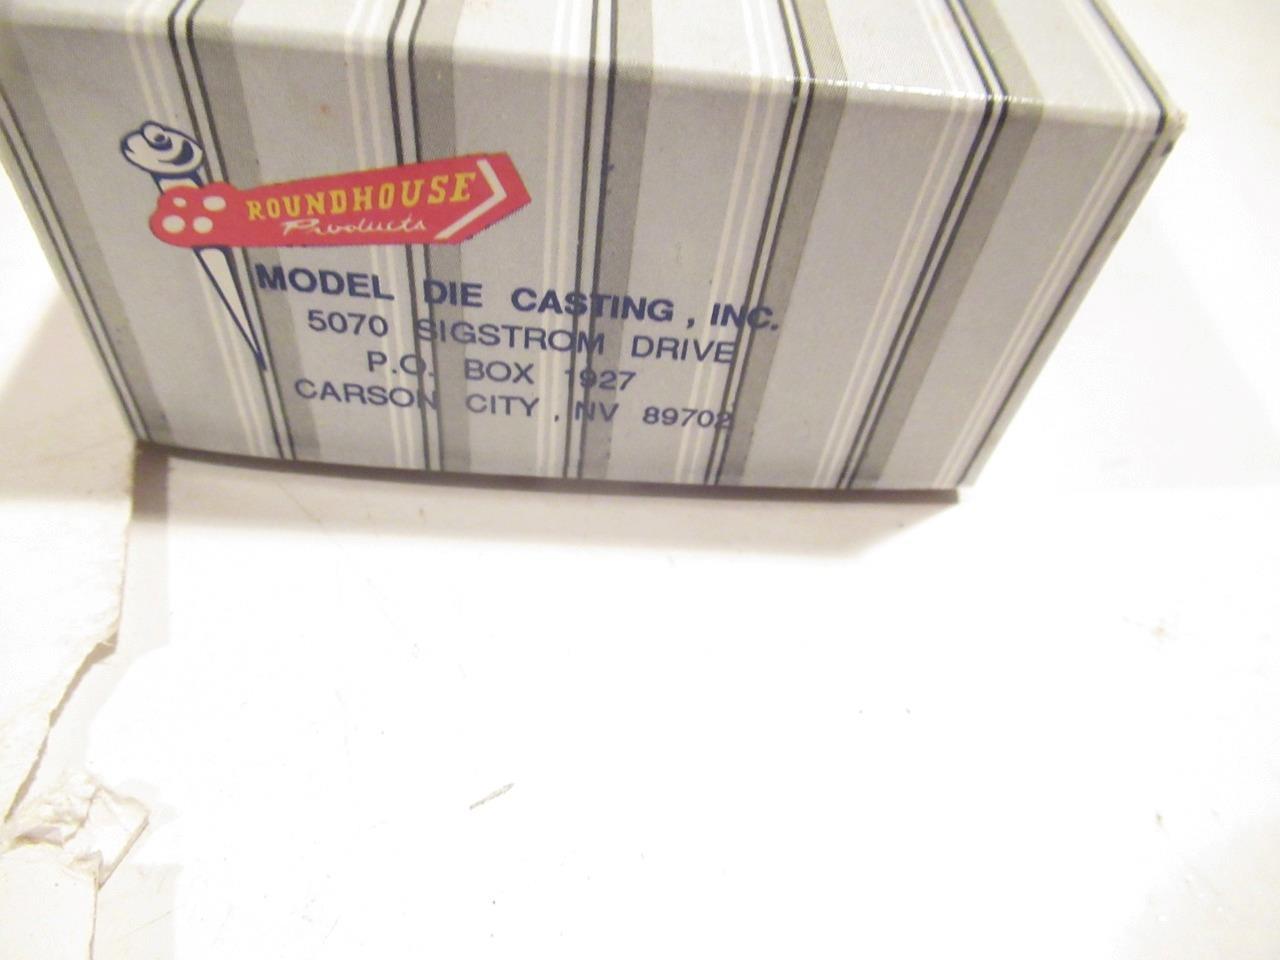 ROUNDHOUSE
Products
MODEL DIE CASTING, INC.
5070 SIGSTROM DRIVE
P.O. BOX 1927
CARSON CITY, NV 89702